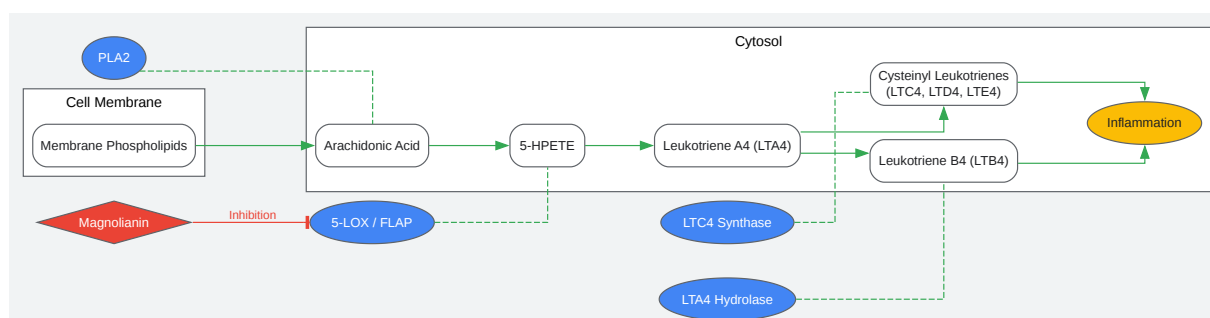 PLA2
Cytosol
Cell Membrane
Cysteinyl Leukotrienes
(LTC4, LTD4, LTE4)
Inflammation
Membrane Phospholipids
Arachidonic Acid
5-HPETE
Leukotriene A4 (LTA4)
Leukotriene B4 (LTB4)
Magnolianin
Inhibition
5-LOX / FLAP
LTC4 Synthase
LTA4 Hydrolase